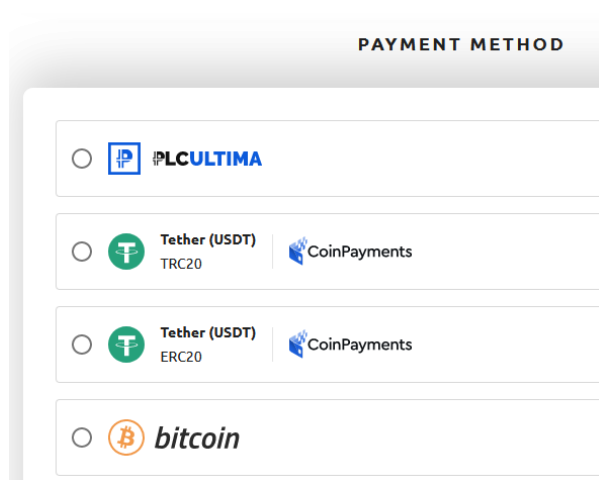 PAYMENT METHOD
PLCULTIMA
Tether (USDT)
TRC20
CoinPayments
Tether (USDT)
ERC20
CoinPayments
bitcoin